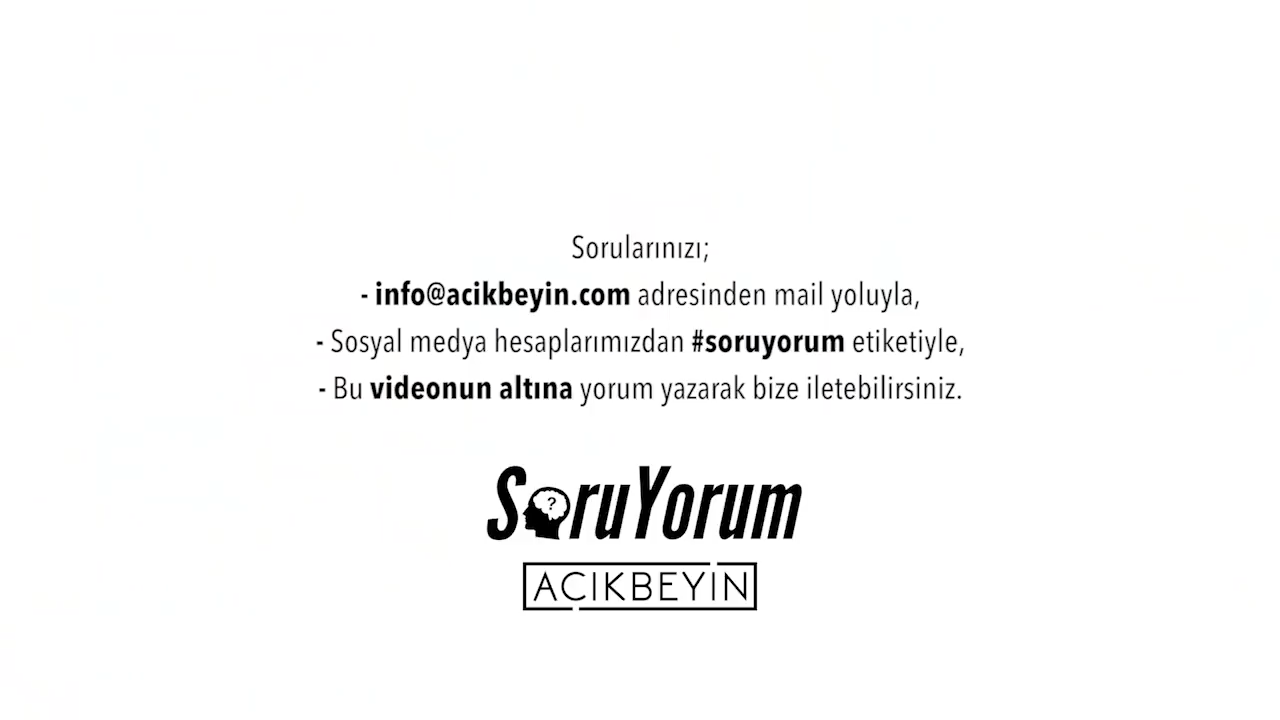 Sorularınızı;
- info@acikbeyin.com adresinden mail yoluyla,
- Sosyal medya hesaplarımızdan #soruyorum etiketiyle,
- Bu videonun altına yorum yazarak bize iletebilirsiniz.
SoruYorum
AÇIKBEYİN